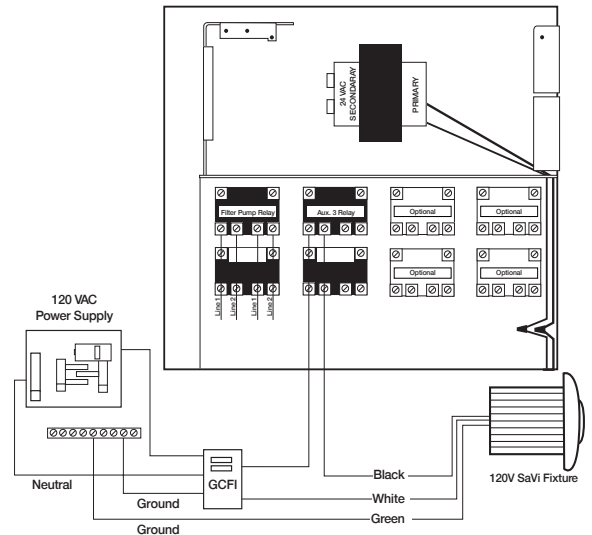 24 VAC
SECONDARAY
PRIMARY
Filter Pump Relay
Aux. 3 Relay
Optional
Optional
Optional
Optional
Line 1
Line 2
Line 1
Line 2
120 VAC
Power Supply
GCFI
Neutral
Ground
Ground
Black
White
Green
120V SaVi Fixture